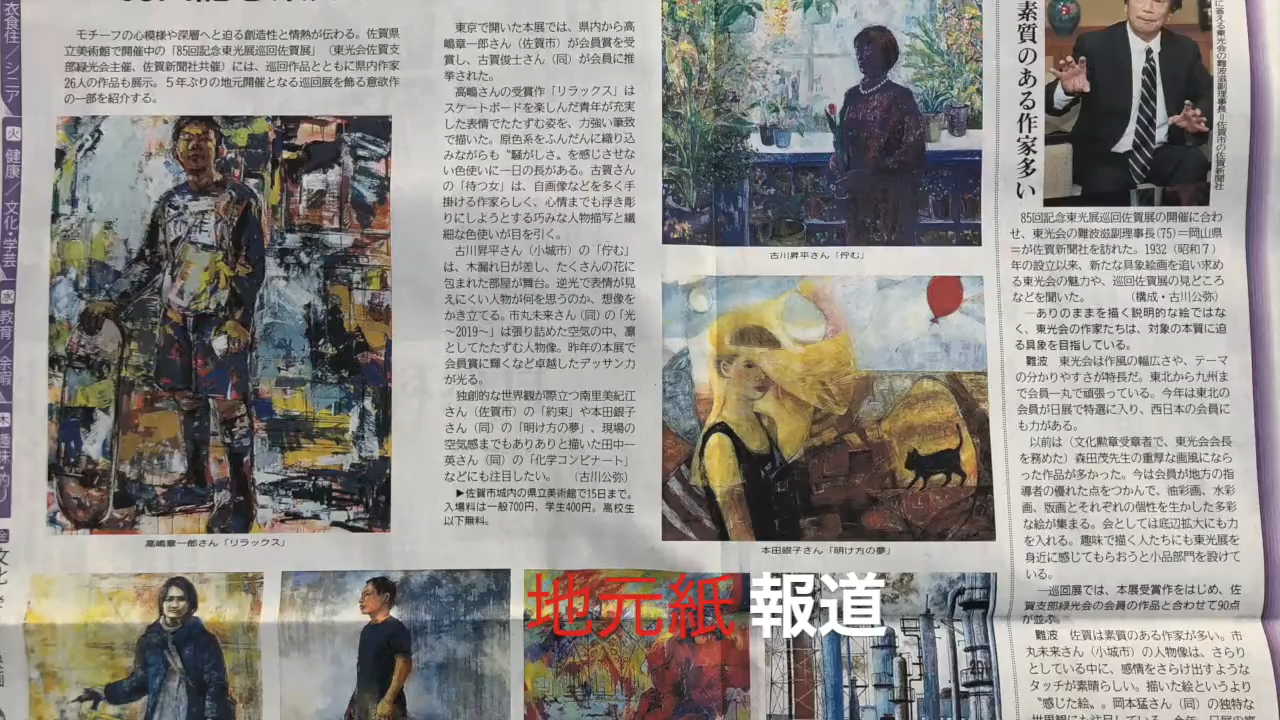 衣食住
シニア
火
健康
文化・学芸
水
教育
余暇
木
趣味・釣り
金
文化
モチーフの心模様や深層へと迫る創造性と情熱が伝わる。佐賀県
立美術館で開催中の「85回記念東光展巡回佐賀展」（東光会佐賀支
部緑光会主催、佐賀新聞社共催）には、巡回作品とともに県内作家
26人の作品も展示。５年ぶりの地元開催となる巡回展を飾る意欲作
の一部を紹介する。
高嶋章一郎さん「リラックス」
東京で開いた本展では、県内から高
嶋章一郎さん（佐賀市）が会員賞を受
賞し、古賀俊士さん（同）が会員に推
挙された。
高嶋さんの受賞作「リラックス」は
スケートボードを楽しんだ青年が充実
した表情でたたずむ姿を、力強い筆致
で描いた。原色系をふんだんに織り込
みながらも〝騒がしさ〟を感じさせな
い色使いに一日の長がある。古賀さん
の「待つ女」は、自画像などを多く手
掛ける作家らしく、心情までも浮き彫
りにしようとする巧みな人物描写と繊
細な色使いが目を引く。
古川昇平さん（小城市）の「佇む」
は、木漏れ日が差し、たくさんの花に
包まれた部屋が舞台。逆光で表情が見
えにくい人物が何を思うのか、想像を
かき立てる。市丸未来さん（同）の「光
～2019～」は張り詰めた空気の中、凛
としてたたずむ人物像。昨年の本展で
会員賞に輝くなど卓越したデッサン力
が光る。
独創的な世界観が際立つ南里美紀江
さん（佐賀市）の「約束」や本田銀子
さん（同）の「明け方の夢」、現場の
空気感までもありありと描いた田中一
英さん（同）の「化学コンビナート」
などにも注目したい。（古川公弥）
▶佐賀市城内の県立美術館で15日まで。
入場料は一般700円、学生400円。高校生
以下無料。
古川昇平さん「佇む」
本田銀子さん「明け方の夢」
素質のある作家多い
に答える東光会の難波滋副理事長＝佐賀市の佐賀新聞社
85回記念東光展巡回佐賀展の開催に合わ
せ、東光会の難波滋副理事長(75)＝岡山県
＝が佐賀新聞社を訪れた。1932（昭和７）
年の設立以来、新たな具象絵画を追い求め
る東光会の魅力や、巡回佐賀展の見どころ
などを聞いた。（構成・古川公弥）
―ありのままを描く説明的な絵ではな
く、東光会の作家たちは、対象の本質に迫
る具象を目指している。
難波　東光会は作風の幅広さや、テーマ
の分かりやすさが特長だ。東北から九州ま
で会員一丸で頑張っている。今年は東北の
会員が日展で特選に入り、西日本の会員に
も力がある。
以前は（文化勲章受章者で、東光会会長
を務めた）森田茂先生の重厚な画風になら
った作品が多かった。今は会員が地方の指
導者の優れた点をつかんで、油彩画、水彩
画、版画とそれぞれの個性を生かした多彩
な絵が集まる。会としては底辺拡大にも力
を入れる。趣味で描く人たちにも東光展を
身近に感じてもらおうと小品部門を設けて
いる。
―巡回展では、本展受賞作をはじめ、佐
賀支部緑光会の会員の作品と合わせて90点
が並ぶ。
難波　佐賀は素質のある作家が多い。市
丸未来さん（小城市）の人物像は、さらり
としている中に、感情をさらけ出すような
タッチが素晴らしい。描いた絵というより
〝感じた絵〟。岡本猛さん（同）の独特な
地元紙 報道